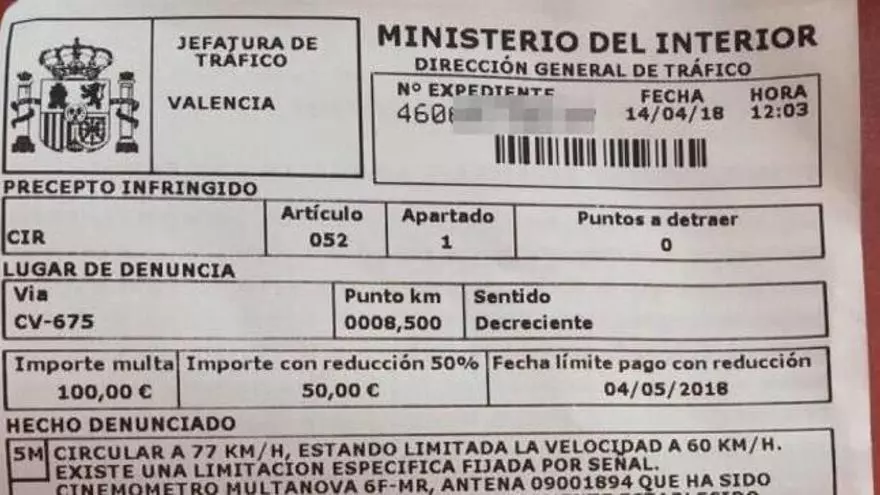 JEFATURA DE
TRÁFICO
VALENCIA
MINISTERIO DEL INTERIOR
DIRECCIÓN GENERAL DE TRÁFICO
Nº EXPEDIENTE FECHA HORA
460 14/04/18 12:03
PRECEPTO INFRINGIDO
Artículo Apartado Puntos a detraer
CIR 052 1 0
LUGAR DE DENUNCIA
Via Punto km Sentido
CV-675 0008,500 Decreciente
Importe multa Importe con reducción 50% Fecha límite pago con reducción
100,00 € 50,00 € 04/05/2018
HECHO DENUNCIADO
5M CIRCULAR A 77 KM/H, ESTANDO LIMITADA LA VELOCIDAD A 60 KM/H.
EXISTE UNA LIMITACION ESPECIFICA FIJADA POR SEÑAL.
CINEMOMETRO MULTANOVA 6F-MR, ANTENA 09001894 QUE HA SIDO